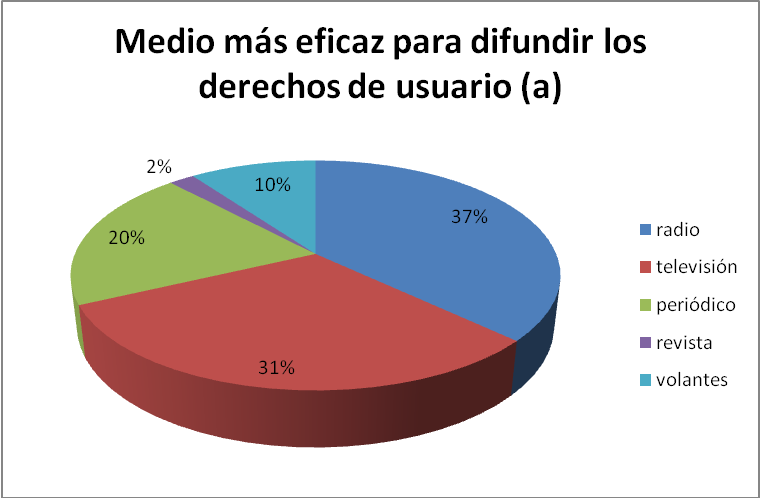 Medio más eficaz para difundir los
derechos de usuario (a)
2%
10%
37%
20%
31%
radio
televisión
periódico
revista
volantes